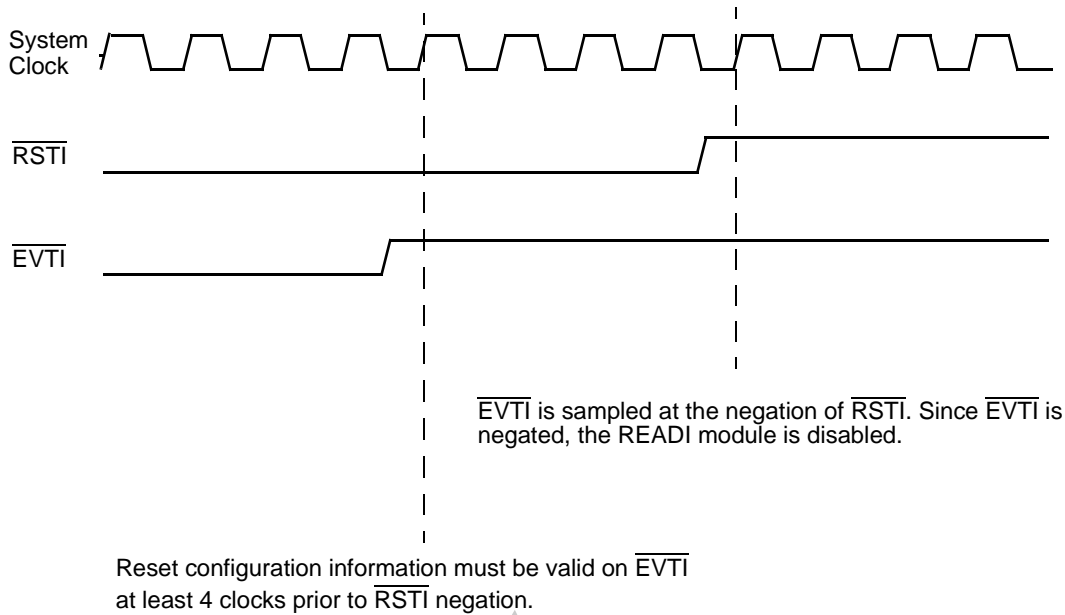 System
Clock
RSTI
EVTI
EVTI is sampled at the negation of RSTI. Since EVTI is
negated, the READI module is disabled.
Reset configuration information must be valid on EVTI
at least 4 clocks prior to RSTI negation.